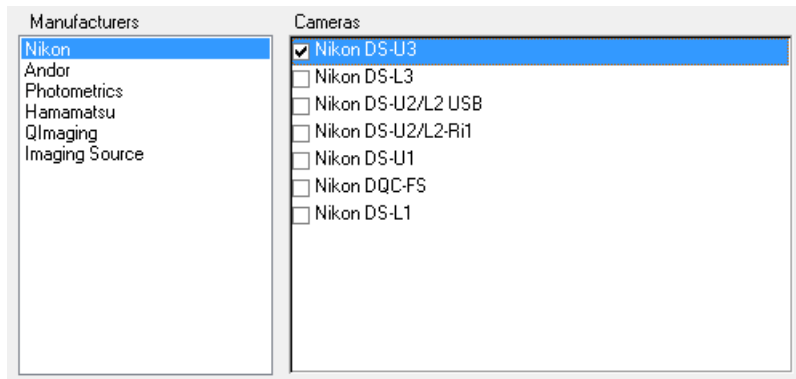 Manufacturers
Nikon
Andor
Photometrics
Hamamatsu
QImaging
Imaging Source
Cameras
Nikon DS-U3
Nikon DS-L3
Nikon DS-U2/L2 USB
Nikon DS-U2/L2-Ri1
Nikon DS-U1
Nikon DQC-FS
Nikon DS-L1